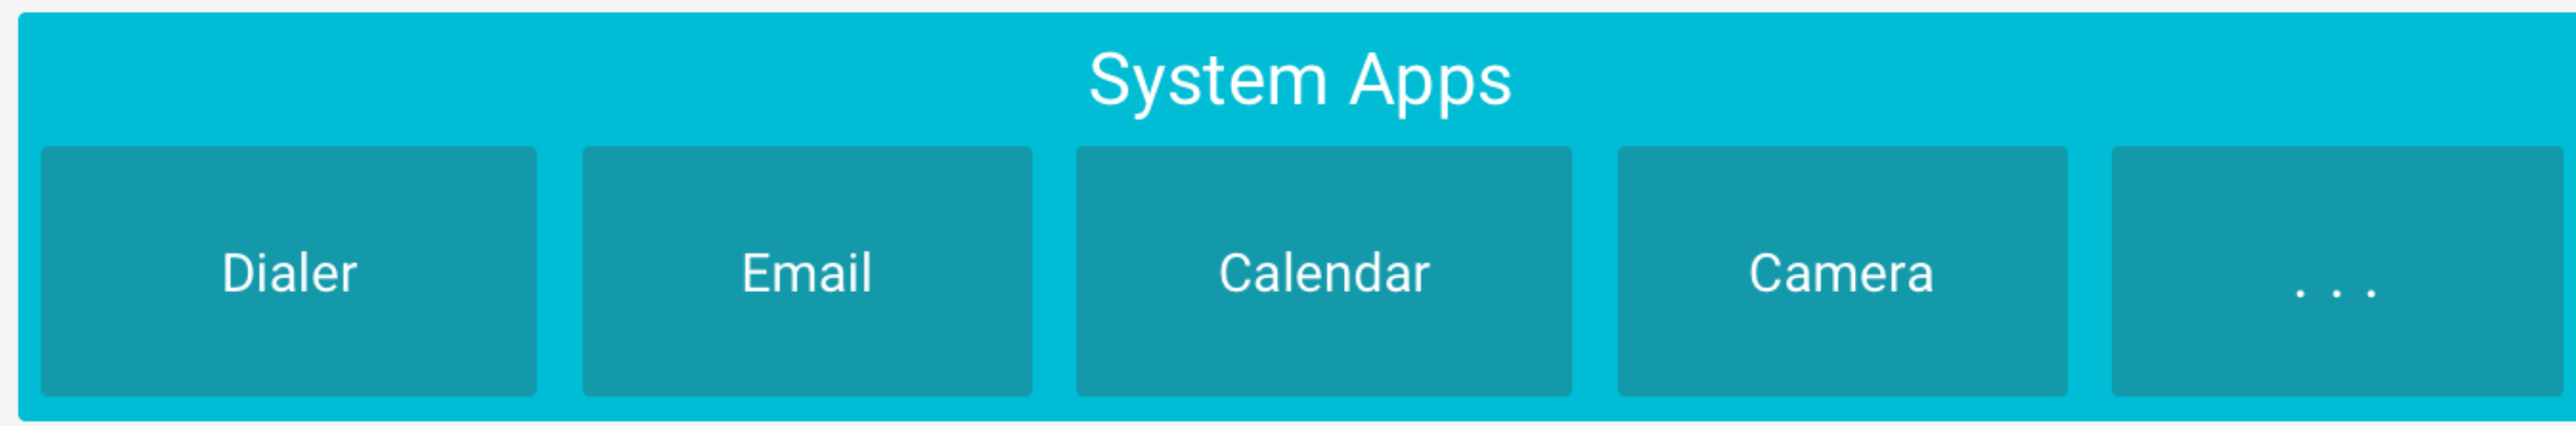 System Apps
Dialer Email Calendar Camera . . .